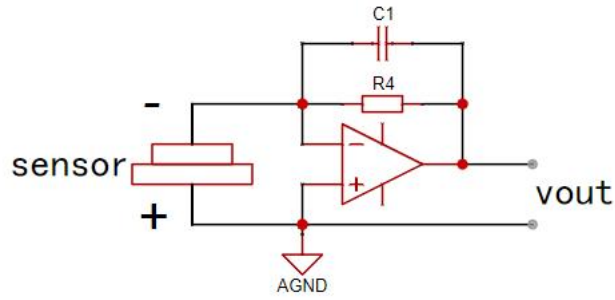 C1
R4
-
sensor
+
− 
+
vout
AGND